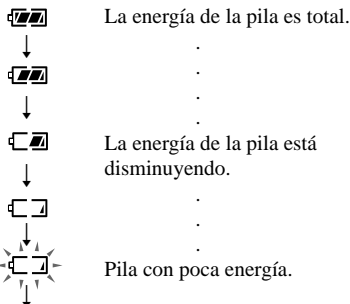 La energía de la pila es total.
.
.
.
.
La energía de la pila está
disminuyendo.
.
.
.
Pila con poca energía.